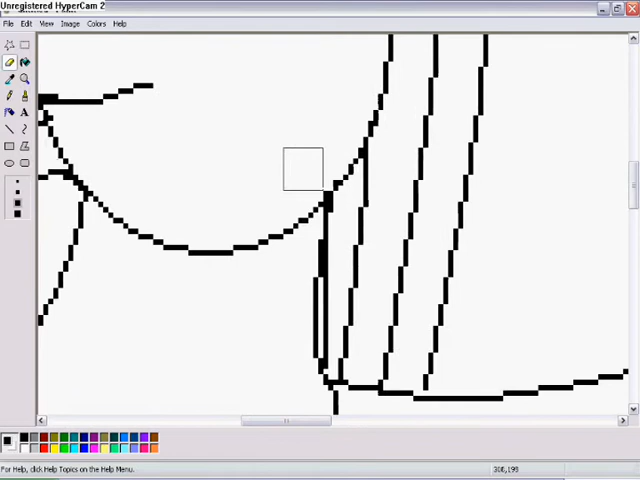 Unregistered HyperCam 2
File Edit View Image Colors Help
A
For Help, click Help Topics on the Help Menu.
306,199